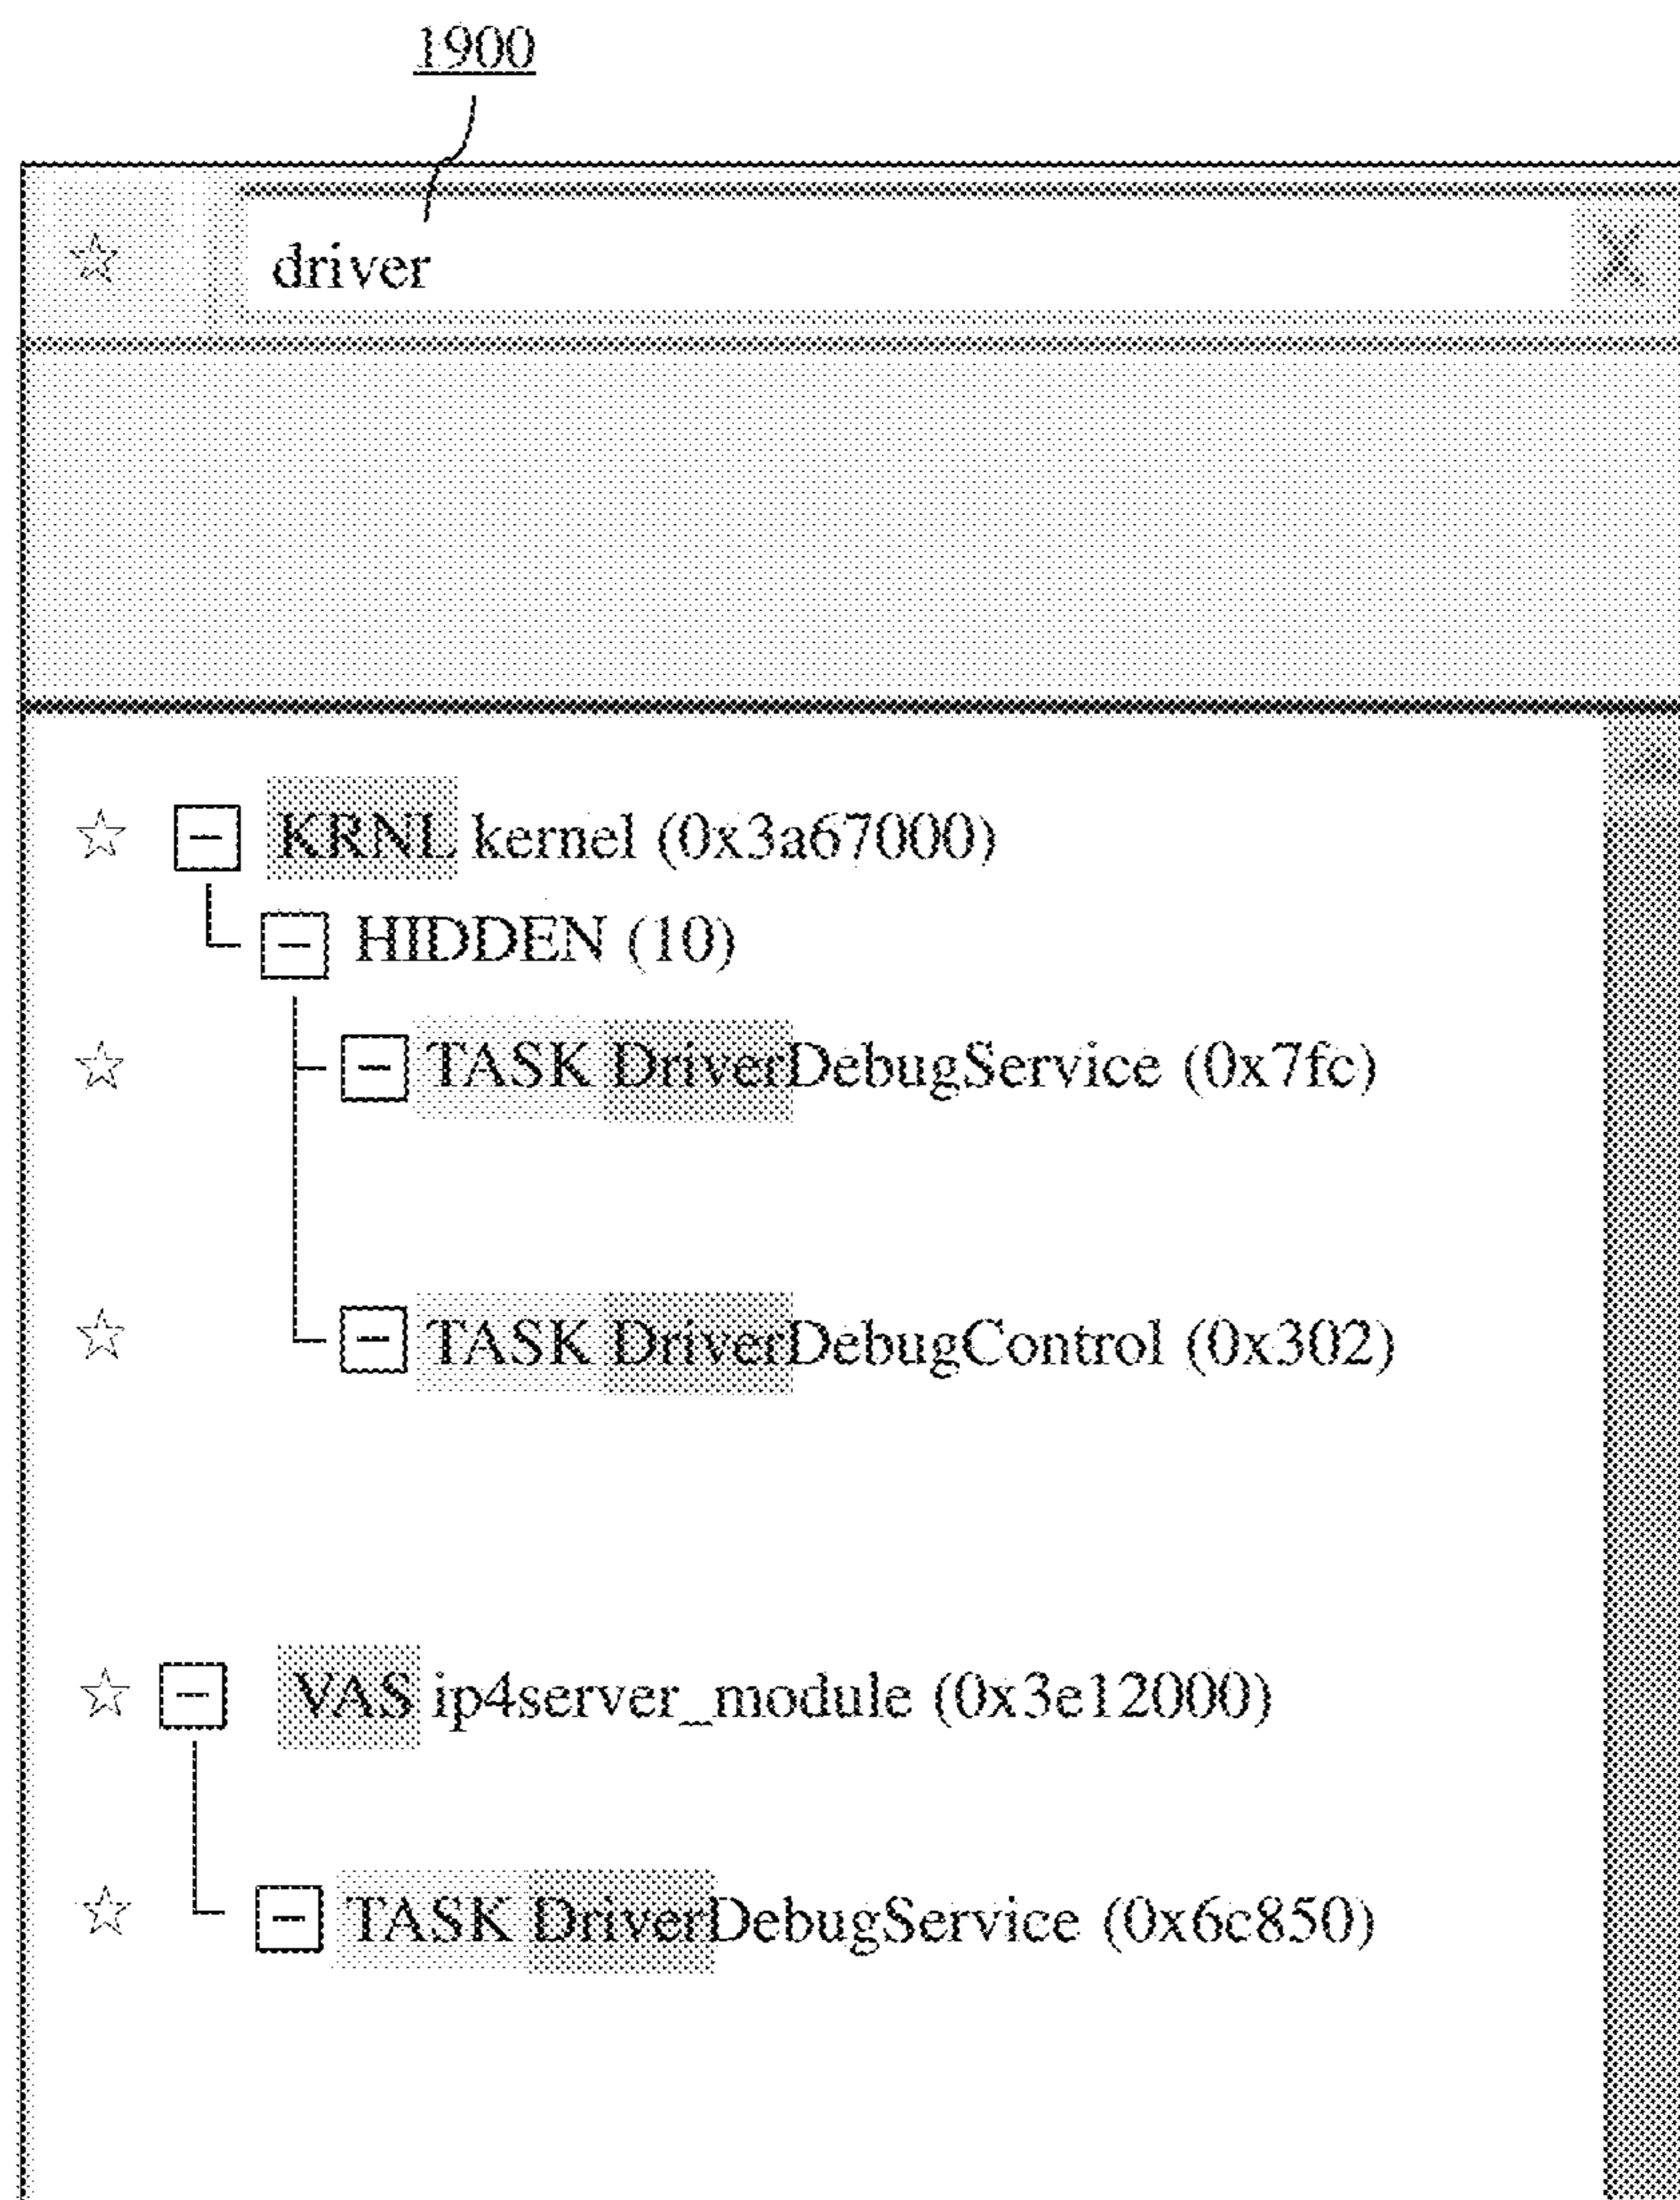 1900
driver X
KRNL kernel (0x3a67000)
HIDDEN (10)
TASK DriverDebugService (0x7fc)
TASK DriverDebugControl (0x302)
VAS ip4server_module (0x3e12000)
TASK DriverDebugService (0x6c850)